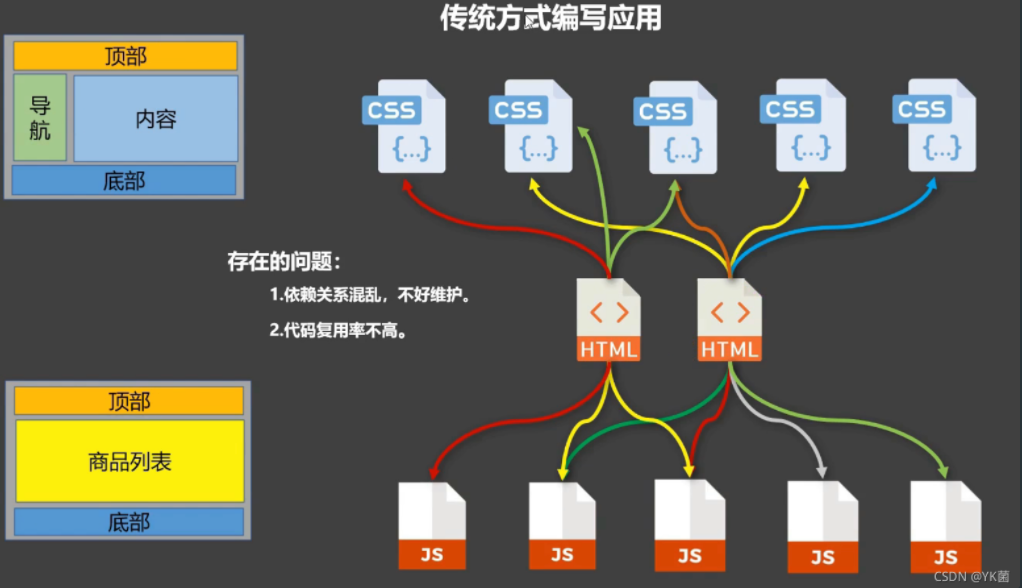 传统方式编写应用
顶部
导航
内容
底部
CSS
{...}
CSS
{...}
CSS
{...}
CSS
{...}
CSS
{...}
存在的问题：
1.依赖关系混乱，不好维护。
2.代码复用率不高。
< >
HTML
< >
HTML
顶部
商品列表
底部
JS
JS
JS
JS
JS
CSDN @YK菌